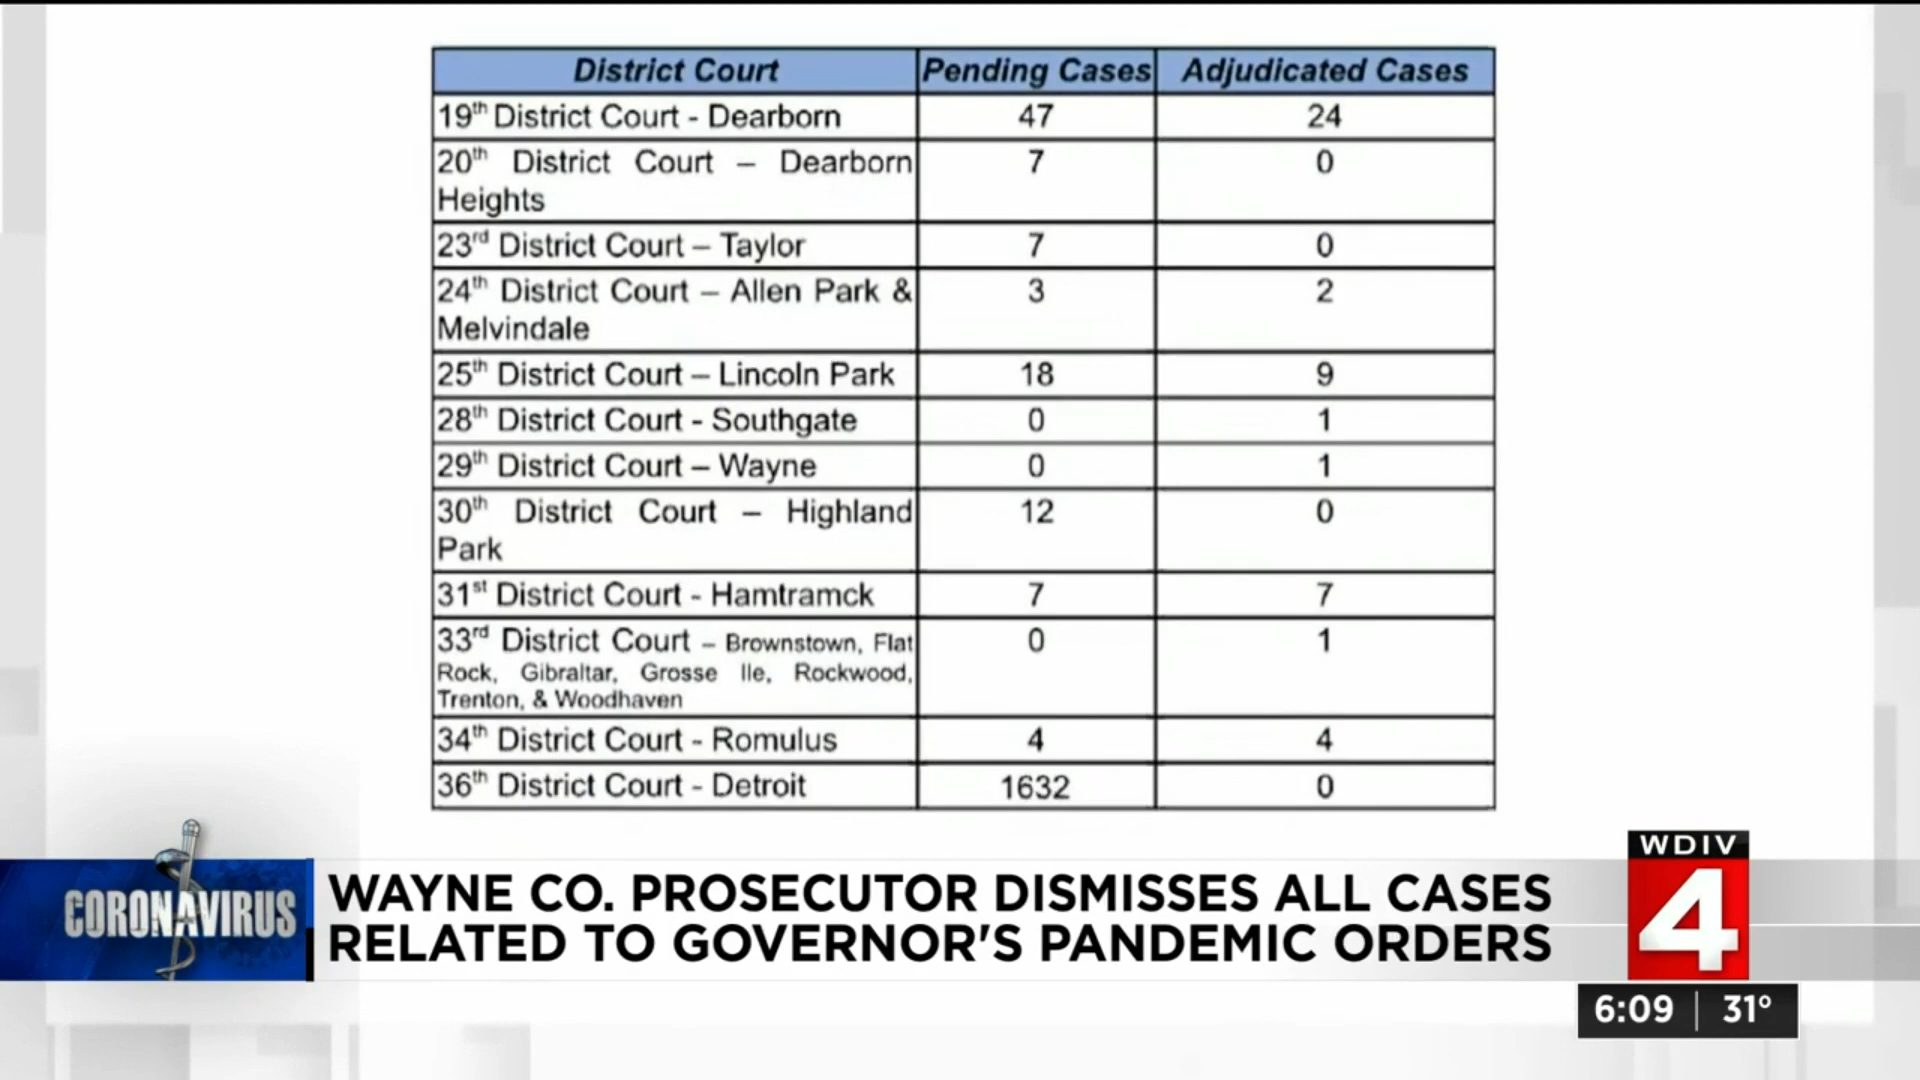 District Court Pending Cases Adjudicated Cases
19th District Court - Dearborn 47 24
20th District Court – Dearborn 7 0
Heights
23rd District Court – Taylor 7 0
24th District Court – Allen Park & 3 2
Melvindale
25th District Court – Lincoln Park 18 9
28th District Court - Southgate 0 1
29th District Court – Wayne 0 1
30th District Court – Highland 12 0
Park
31st District Court - Hamtramck 7 7
33rd District Court – Brownstown, Flat 0 1
Rock, Gibraltar, Grosse Ile, Rockwood,
Trenton, & Woodhaven
34th District Court - Romulus 4 4
36th District Court - Detroit 1632 0
CORONAVIRUS
WAYNE CO. PROSECUTOR DISMISSES ALL CASES
RELATED TO GOVERNOR'S PANDEMIC ORDERS
WDIV
4
6:09 31°